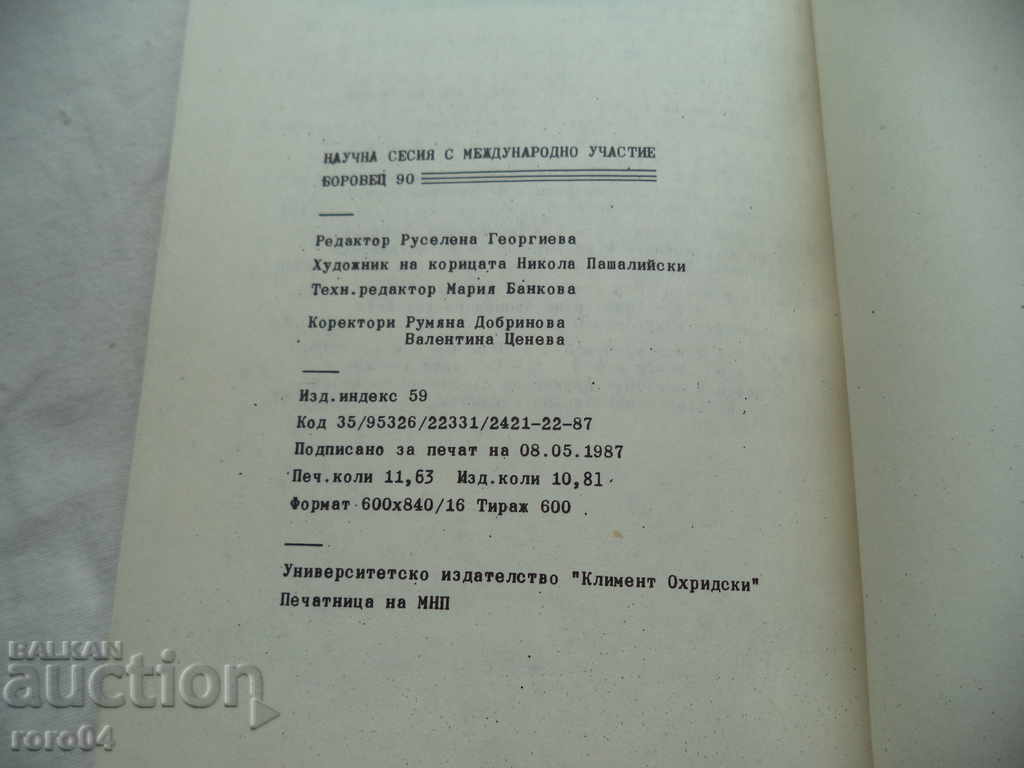 НАУЧНА СЕСИЯ С МЕЖДУНАРОДНО УЧАСТИЕ
БОРОВЕЦ 90
Редактор Руселена Георгиева
Художник на корицата Никола Пашалийски
Техн.редактор Мария Банкова
Коректори Румяна Добринова
Валентина Ценева
Изд.индекс 59
Код 35/95326/22331/2421-22-87
Подписано за печат на 08.05.1987
Печ.коли 11,63 Изд.коли 10,81
Формат 600х840/16 Тираж 600
Университетско издателство "Климент Охридски"
Печатница на МНП
BALKAN
auction
roro04